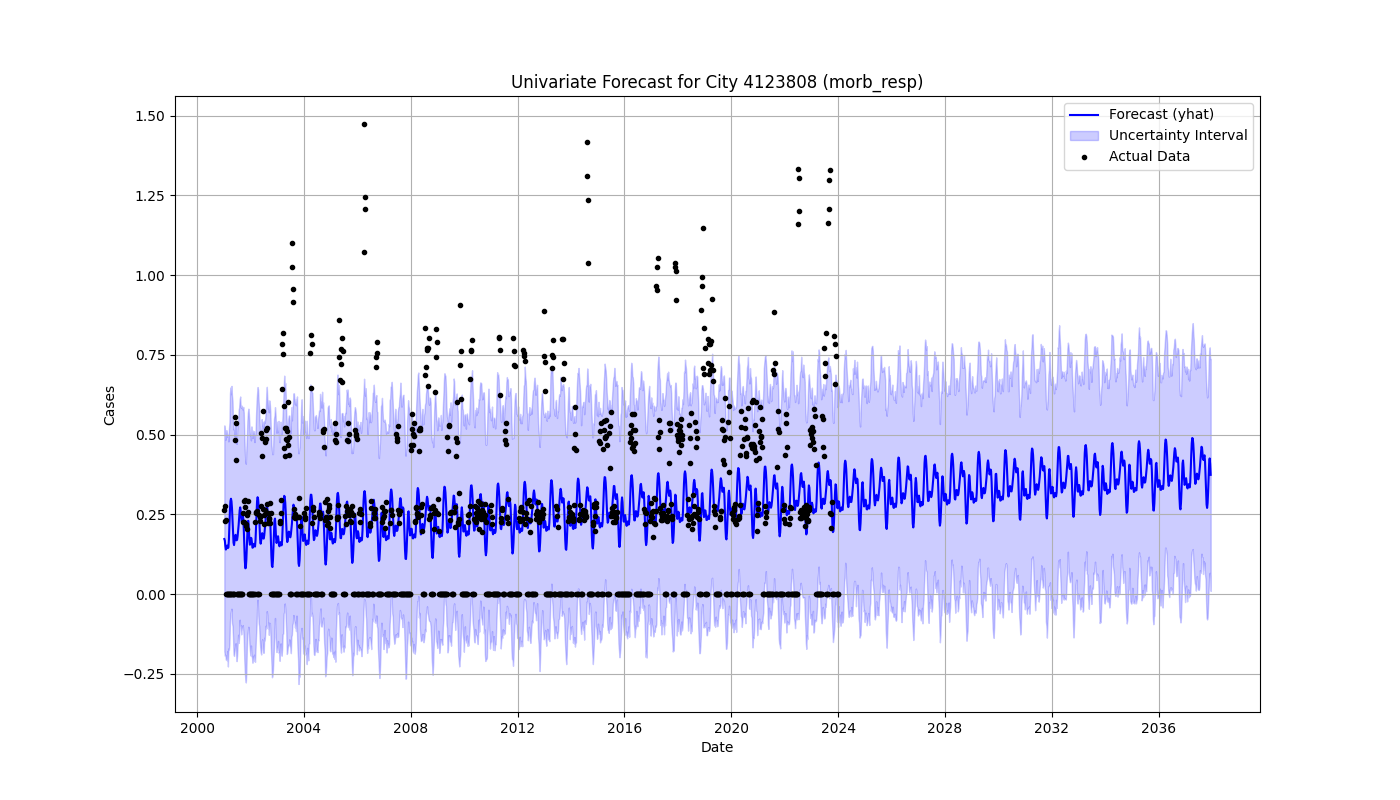 Univariate Forecast for City 4123808 (morb_resp)
Forecast (yhat)
Uncertainty Interval
Actual Data
Cases
1.50
1.25
1.00
0.75
0.50
0.25
0.00
−0.25
2000 2004 2008 2012 2016 2020 2024 2028 2032 2036
Date